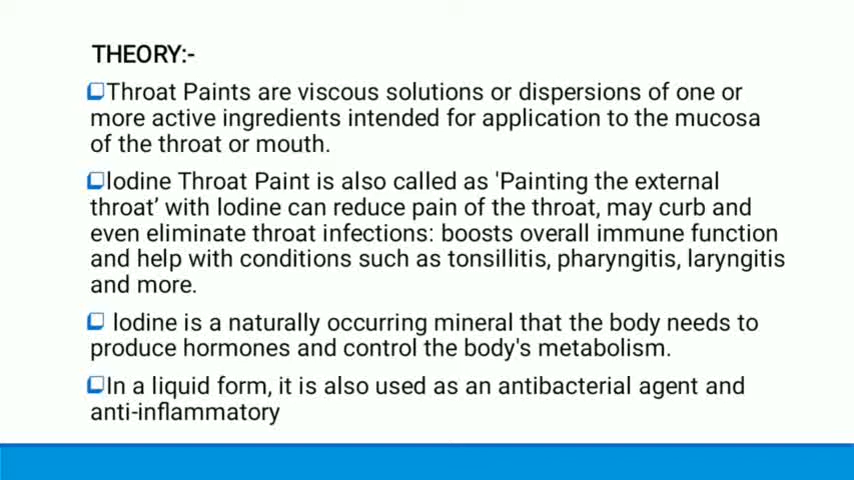 THEORY:-
❑Throat Paints are viscous solutions or dispersions of one or
more active ingredients intended for application to the mucosa
of the throat or mouth.
❑Iodine Throat Paint is also called as 'Painting the external
throat’ with Iodine can reduce pain of the throat, may curb and
even eliminate throat infections: boosts overall immune function
and help with conditions such as tonsillitis, pharyngitis, laryngitis
and more.
❑ Iodine is a naturally occurring mineral that the body needs to
produce hormones and control the body's metabolism.
❑In a liquid form, it is also used as an antibacterial agent and
anti-inflammatory